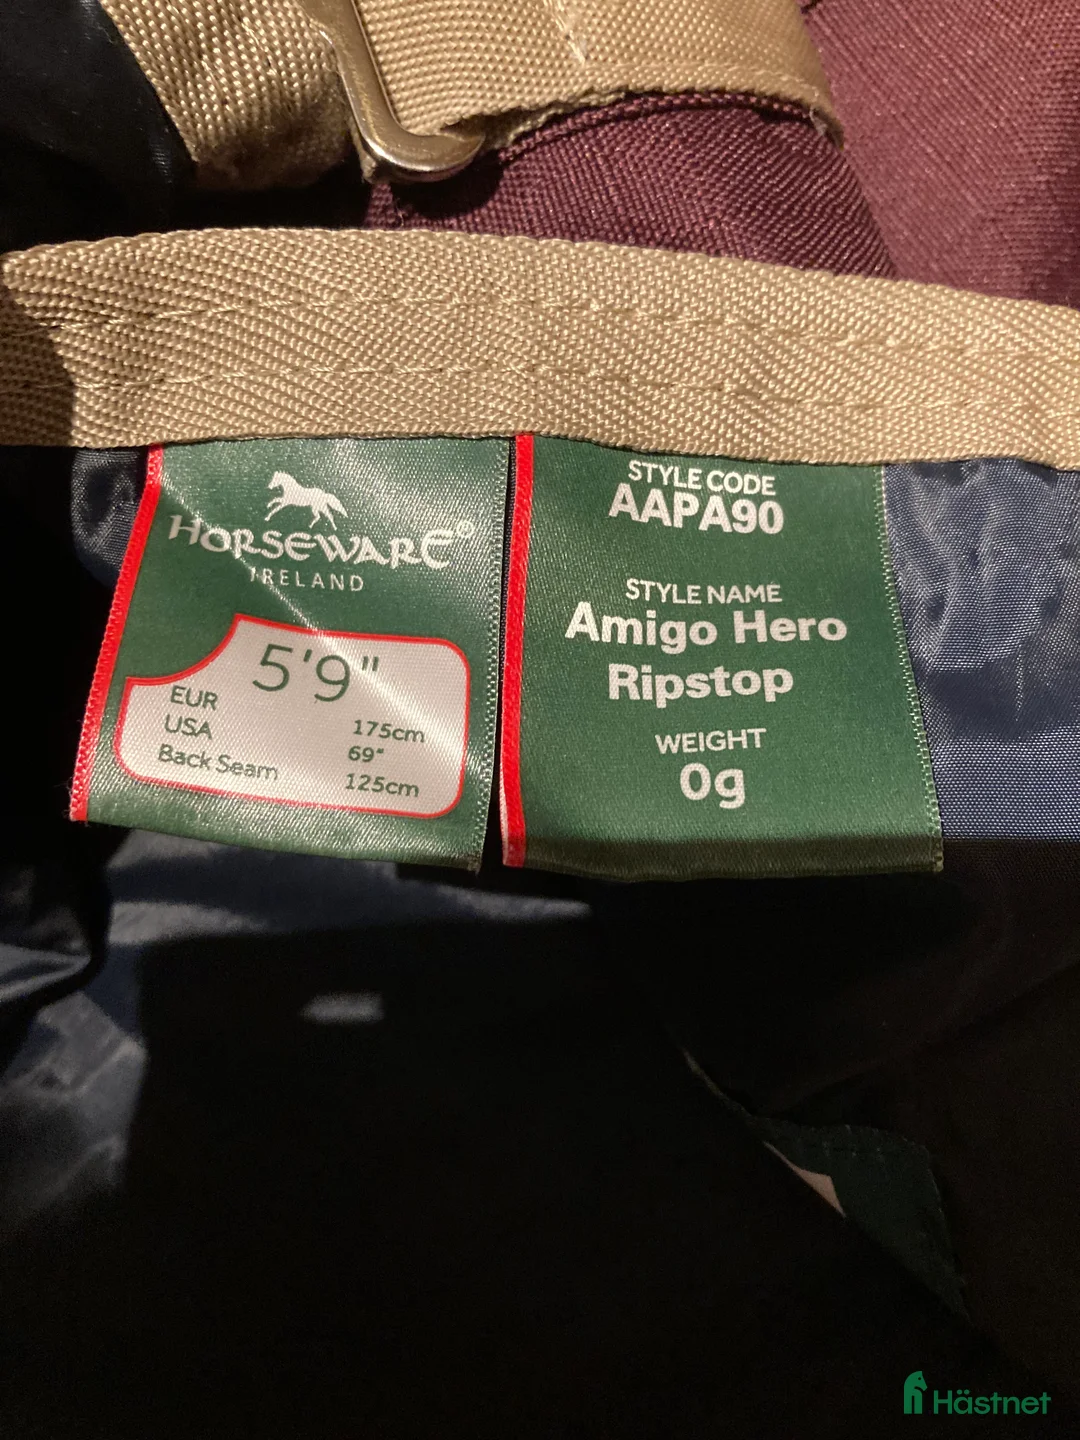 HORSEWARE®
IRELAND
5'9"
EUR 175cm
USA 69"
Back Seam 125cm
STYLE CODE
AAPA90
STYLE NAME
Amigo Hero
Ripstop
WEIGHT
0g
Hästnet